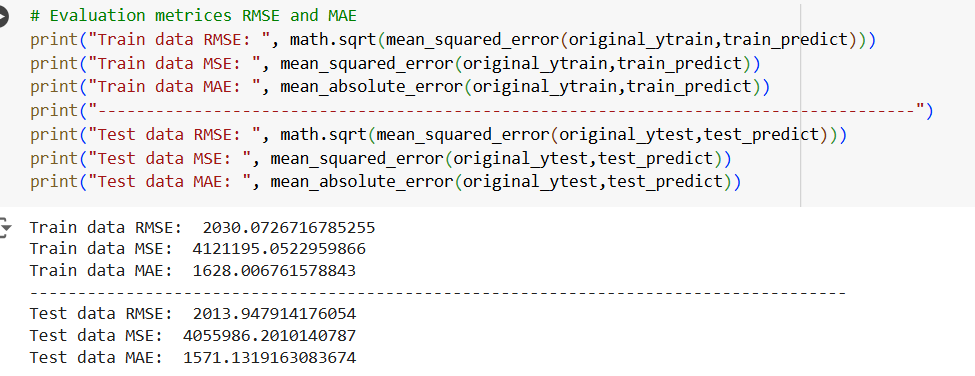 # Evaluation metrices RMSE and MAE
print("Train data RMSE: ", math.sqrt(mean_squared_error(original_ytrain,train_predict)))
print("Train data MSE: ", mean_squared_error(original_ytrain,train_predict))
print("Train data MAE: ", mean_absolute_error(original_ytrain,train_predict))
print("-------------------------------------------------------------------------------------")
print("Test data RMSE: ", math.sqrt(mean_squared_error(original_ytest,test_predict)))
print("Test data MSE: ", mean_squared_error(original_ytest,test_predict))
print("Test data MAE: ", mean_absolute_error(original_ytest,test_predict))
Train data RMSE:  2030.0726716785255
Train data MSE:  4121195.0522959866
Train data MAE:  1628.006761578843
-------------------------------------------------------------------------------------
Test data RMSE:  2013.947914176054
Test data MSE:  4055986.2010140787
Test data MAE:  1571.1319163083674